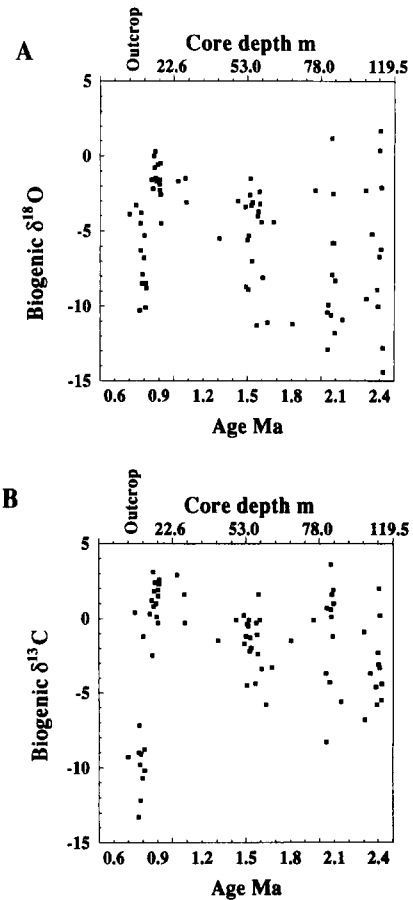 A
Outcrop
Core depth m
22.6 53.0 78.0 119.5
5
0
-5
-10
-15
Biogenic δ18O
0.6 0.9 1.2 1.5 1.8 2.1 2.4
Age Ma
B
Outcrop
Core depth m
22.6 53.0 78.0 119.5
5
0
-5
-10
-15
Biogenic δ13C
0.6 0.9 1.2 1.5 1.8 2.1 2.4
Age Ma